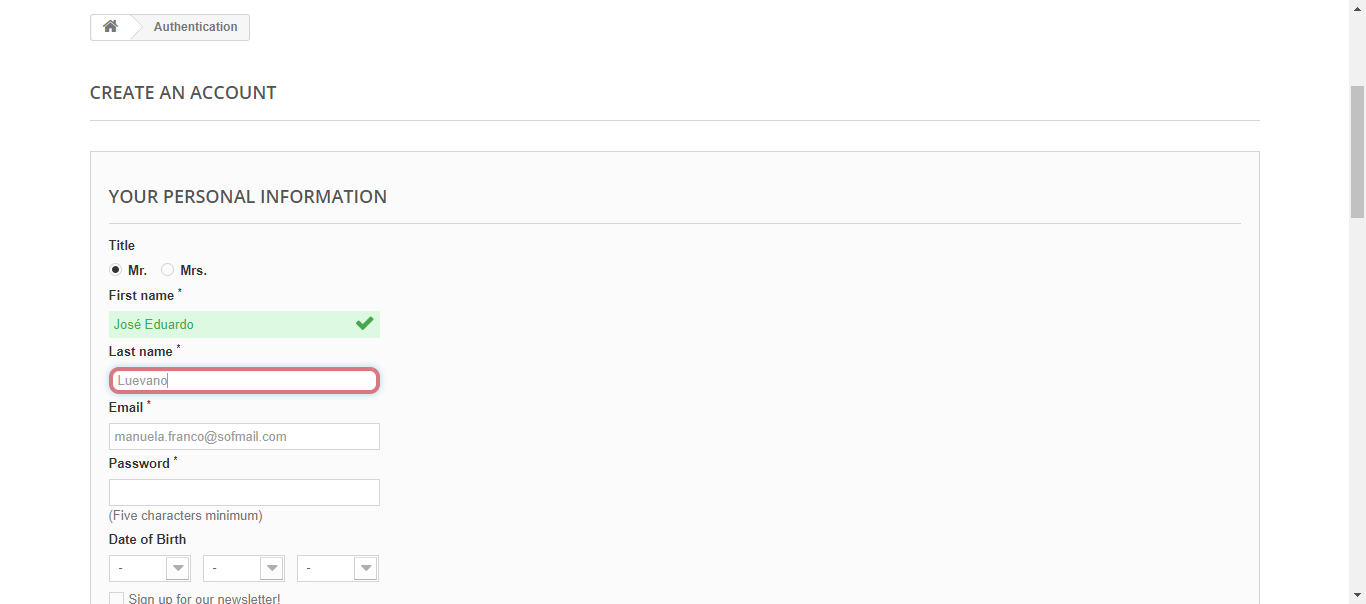 Authentication
CREATE AN ACCOUNT
YOUR PERSONAL INFORMATION
Title
Mr. Mrs.
First name *
José Eduardo
Last name *
Luevano
Email *
manuela.franco@sofmail.com
Password *
(Five characters minimum)
Date of Birth
- - -
Sign up for our newsletter!